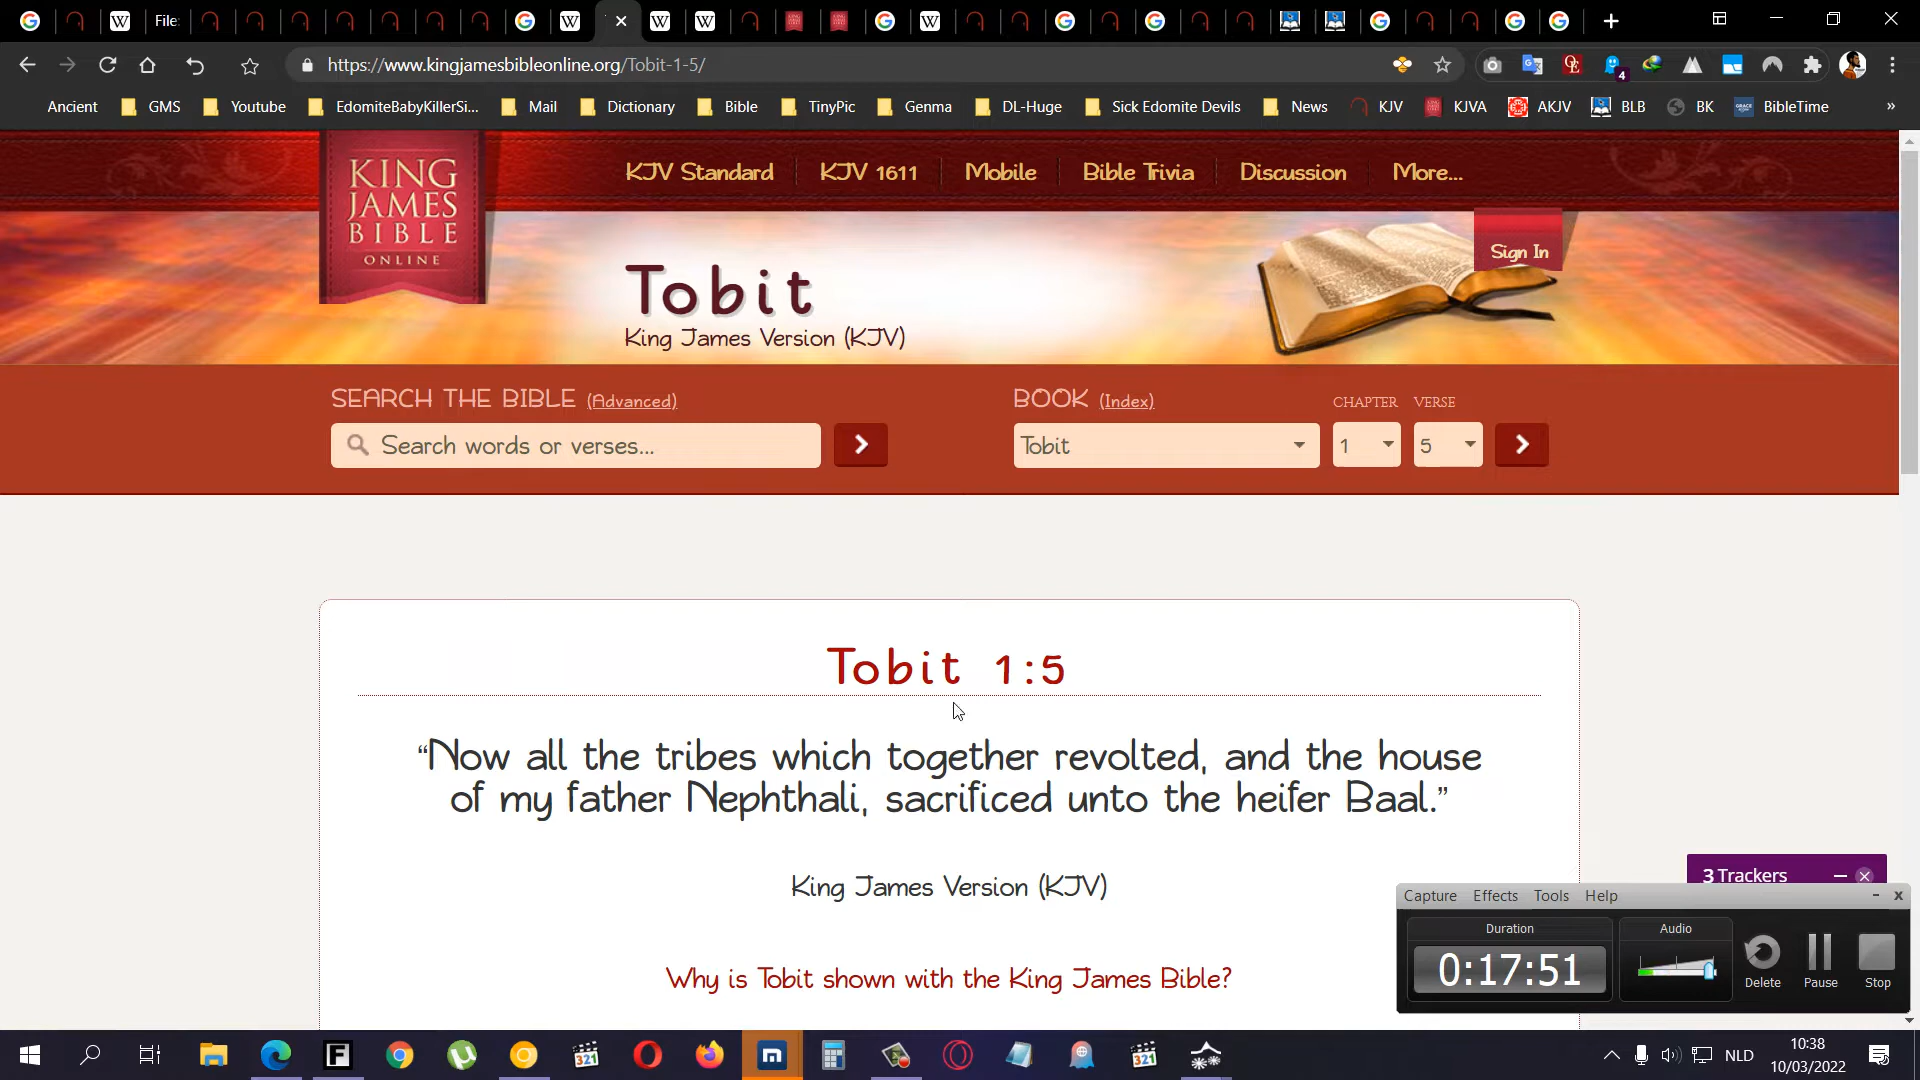 File:
https://www.kingjamesbibleonline.org/Tobit-1-5/
4
Ancient GMS Youtube EdomiteBabyKillerSi... Mail Dictionary Bible TinyPic Genma DL-Huge Sick Edomite Devils News KJV KJVA AKJV BLB BK BibleTime »
KING
JAMES
BIBLE
ONLINE
KJV Standard KJV 1611 Mobile Bible Trivia Discussion More...
Sign In
Tobit
King James Version (KJV)
SEARCH THE BIBLE (Advanced)
BOOK (Index) CHAPTER VERSE
Search words or verses...
Tobit 1 5
Tobit 1:5
“Now all the tribes which together revolted, and the house
of my father Nephthali, sacrificed unto the heifer Baal.”
King James Version (KJV)
Why is Tobit shown with the King James Bible?
3 Trackers
Capture Effects Tools Help
Duration Audio
0:17:51
Delete Pause Stop
NLD
10:38
10/03/2022